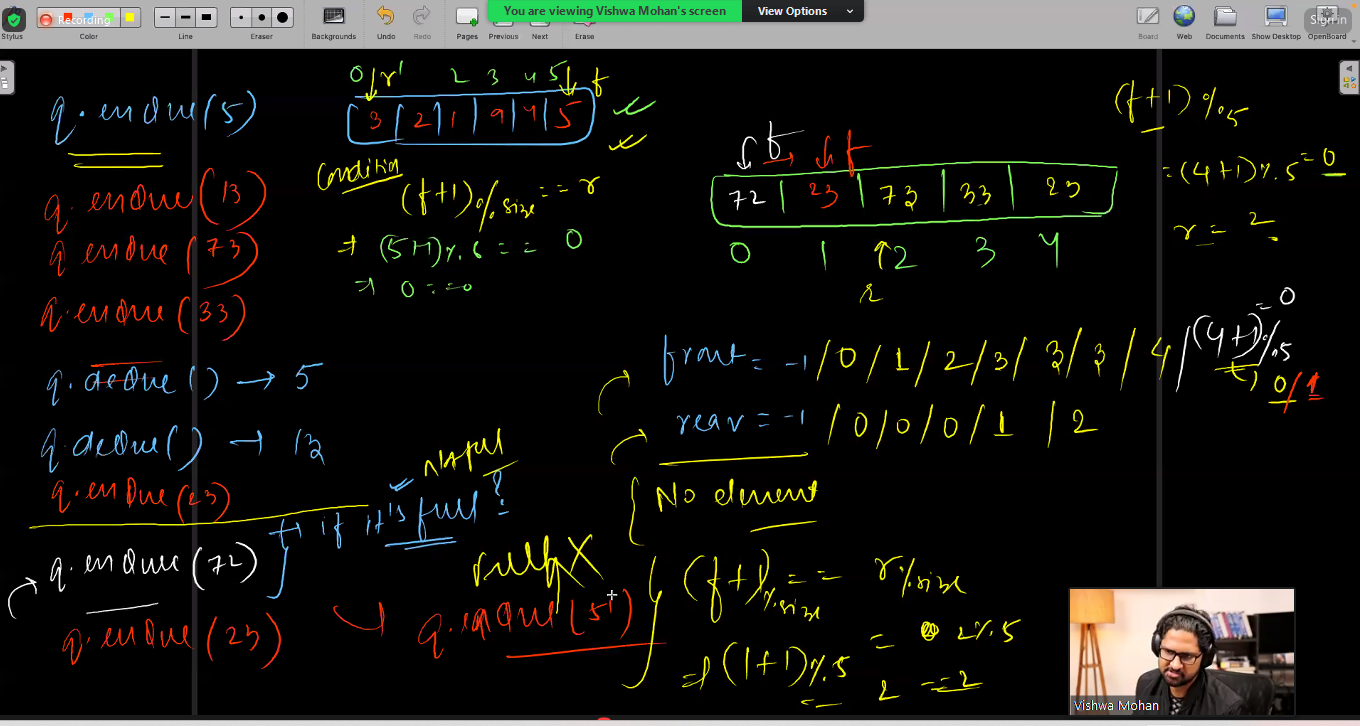 You are viewing Vishwa Mohan's screen
View Options
Recording
Sign in
Stylus
Color
Line
Eraser
Backgrounds
Undo
Redo
Pages
Previous
Next
Erase
Board
Web
Documents
Show Desktop
OpenBoard
q.enQue(5)
q.enQue(13)
q.enQue(73)
q.enQue(33)
q.deQue() → 5
q.deQue() → 13
q.enQue(23)
q.enQue(72)
q.enQue(23)
→ if it's full ?
Not full
full X
q.enQue(51)
0 r 2 3 4 5 f
3 | 2 | 1 | 9 | 4 | 5
Condition
(f+1)%size == r
→ (5+1)%6 == 0
→ 0 == 0
f f
72 | 23 | 73 | 33 | 23
0 1 2 3 4
r
(f+1)%5
= (4+1)%5 = 0
r = 2
front = -1/0/1/2/3/3/3/4/(4+1)%5 = 0
0/1
rear = -1/0/0/0/1/2
No element
(f+1)%size == r%size
→ (1+1)%5 = 2%5
2 == 2
Vishwa Mohan